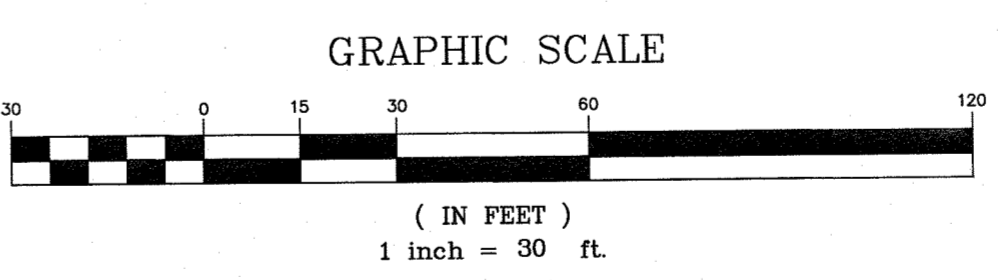 GRAPHIC SCALE
30 0 15 30 60 120
( IN FEET )
1 inch = 30 ft.